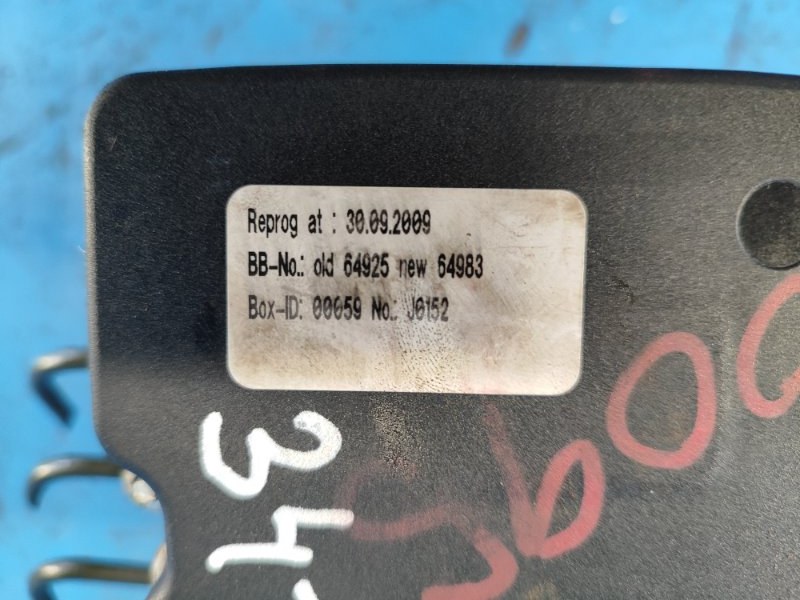 Reprog at : 30.09.2009
BB-No.: old 64925 new 64983
Box-ID: 00059 No.: J0152